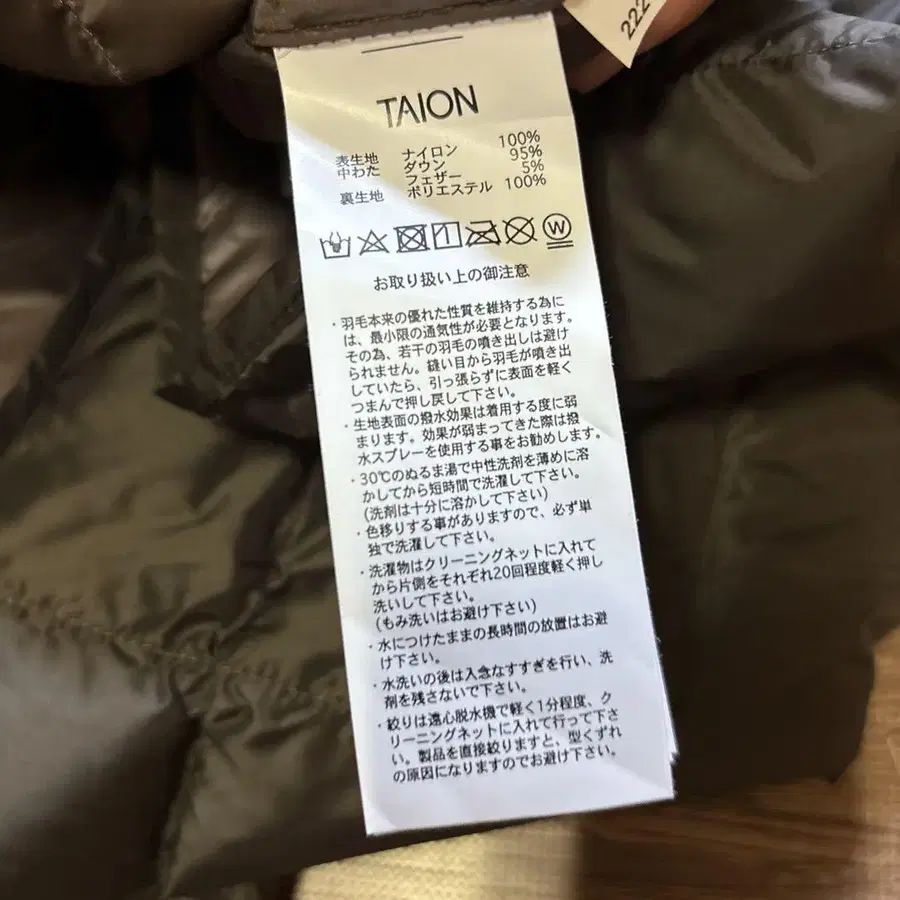 222
TAION
表生地 ナイロン 100%
中わた ダウン 95%
フェザー 5%
裏生地 ポリエステル 100%
W
お取り扱い上の御注意
・羽毛本来の優れた性質を維持する為に
は、最小限の通気性が必要となります。
その為、若干の羽毛の噴き出しは避け
られません。縫い目から羽毛が噴き出
していたら、引っ張らずに表面を軽く
つまんで押し戻して下さい。
・生地表面の撥水効果は着用する度に弱
まります。効果が弱まってきた際は撥
水スプレーを使用する事をお勧めします。
・30℃のぬるま湯で中性洗剤を薄めに溶
かしてから短時間で洗濯して下さい。
(洗剤は十分に溶かして下さい)
・色移りする事がありますので、必ず単
独で洗濯して下さい。
・洗濯物はクリーニングネットに入れて
から片側をそれぞれ20回程度軽く押し
洗いして下さい。
(もみ洗いはお避け下さい)
・水につけたままの長時間の放置はお避
け下さい。
・水洗いの後は入念なすすぎを行い、洗
剤を残さないで下さい。
・絞りは遠心脱水機で軽く1分程度、ク
リーニングネットに入れて行って下さ
い。製品を直接絞りますと、型くずれ
の原因になりますのでお避け下さい。